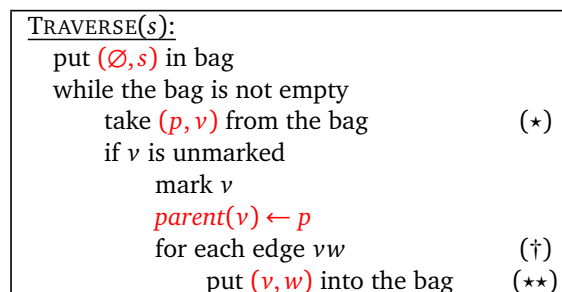 TRAVERSE(s):
put (∅, s) in bag
while the bag is not empty
take (p, v) from the bag (⋆)
if v is unmarked
mark v
parent(v) ← p
for each edge vw (†)
put (v, w) into the bag (⋆⋆)